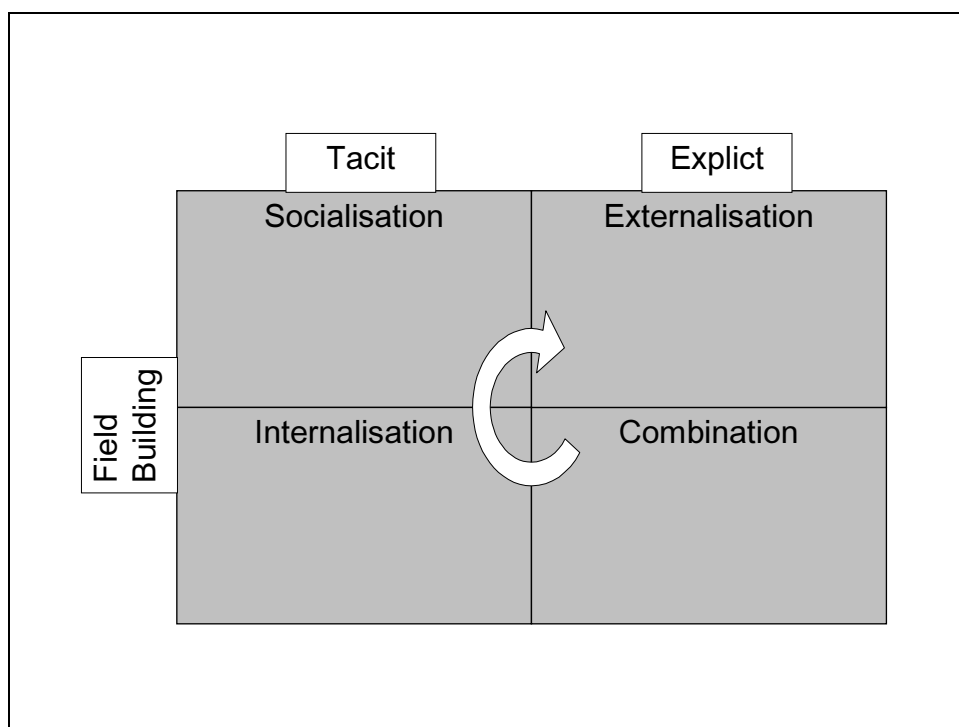 Tacit
Explict
Socialisation
Externalisation
Field
Building
Internalisation
Combination